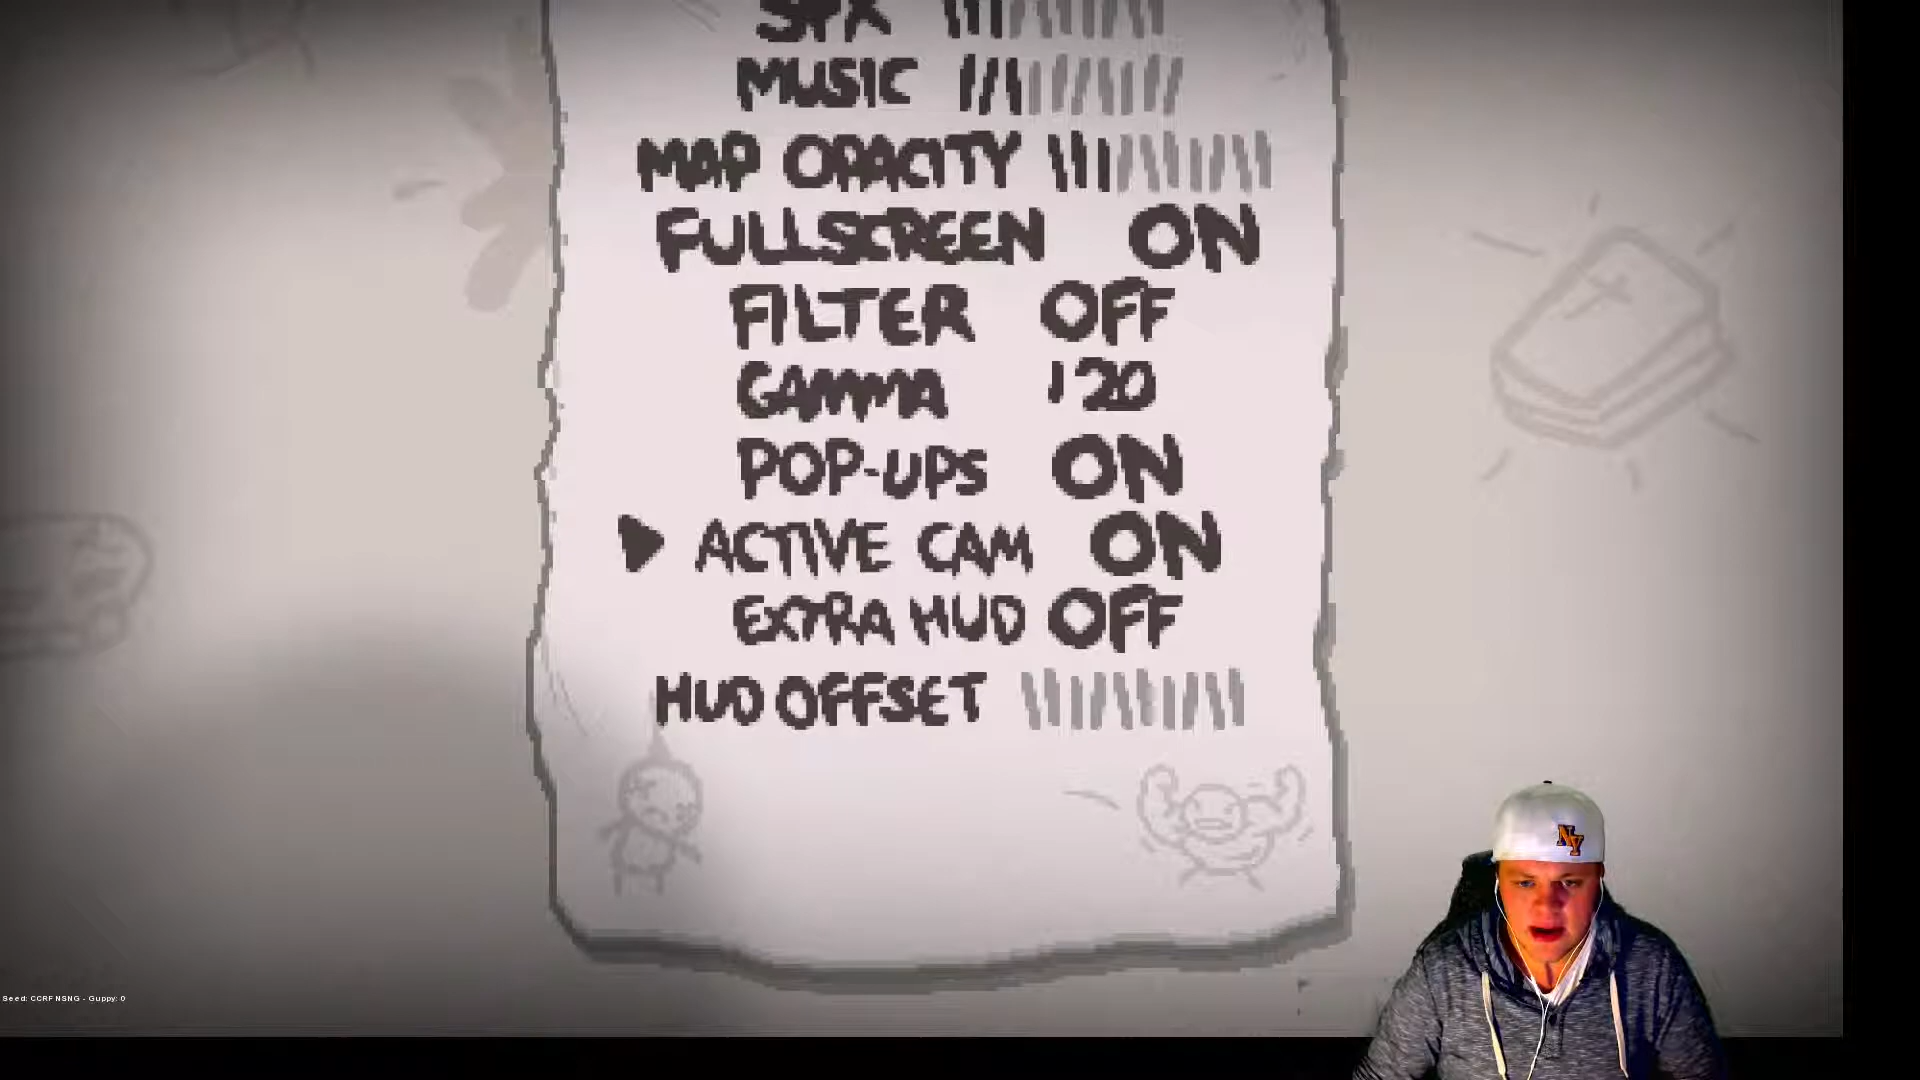 SFX
MUSIC
MAP OPACITY
FULLSCREEN ON
FILTER OFF
GAMMA '20
POP-UPS ON
ACTIVE CAM ON
EXTRA HUD OFF
HUD OFFSET
NY
Seed: CCRF NSNG - Guppy: 0